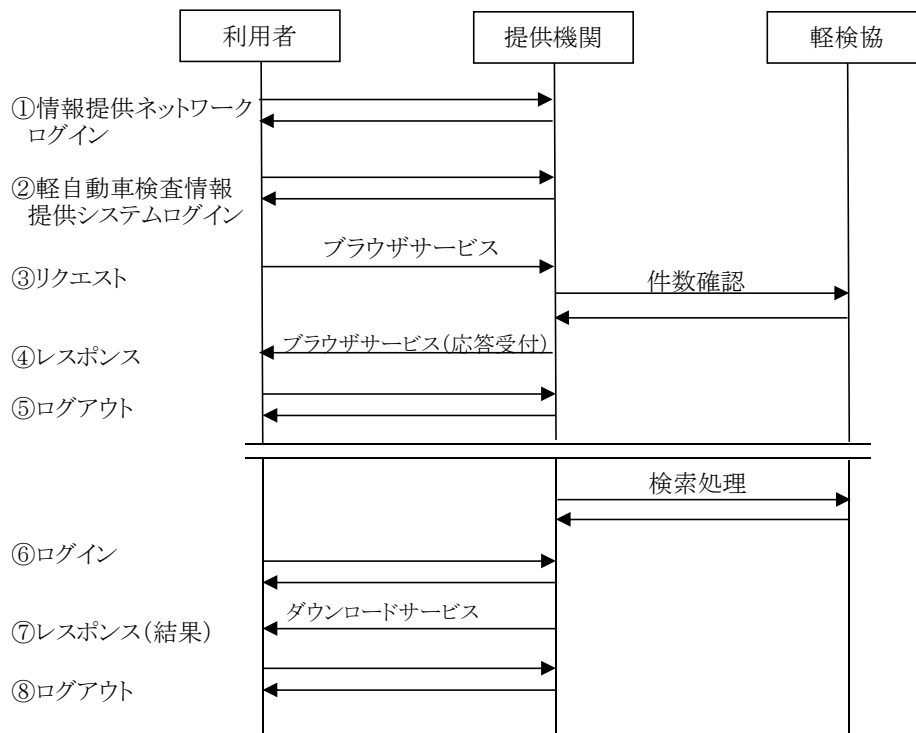 利用者
提供機関
軽検協
①情報提供ネットワーク
ログイン
②軽自動車検査情報
提供システムログイン
ブラウザサービス
③リクエスト
件数確認
ブラウザサービス(応答受付)
④レスポンス
⑤ログアウト
検索処理
⑥ログイン
ダウンロードサービス
⑦レスポンス(結果)
⑧ログアウト